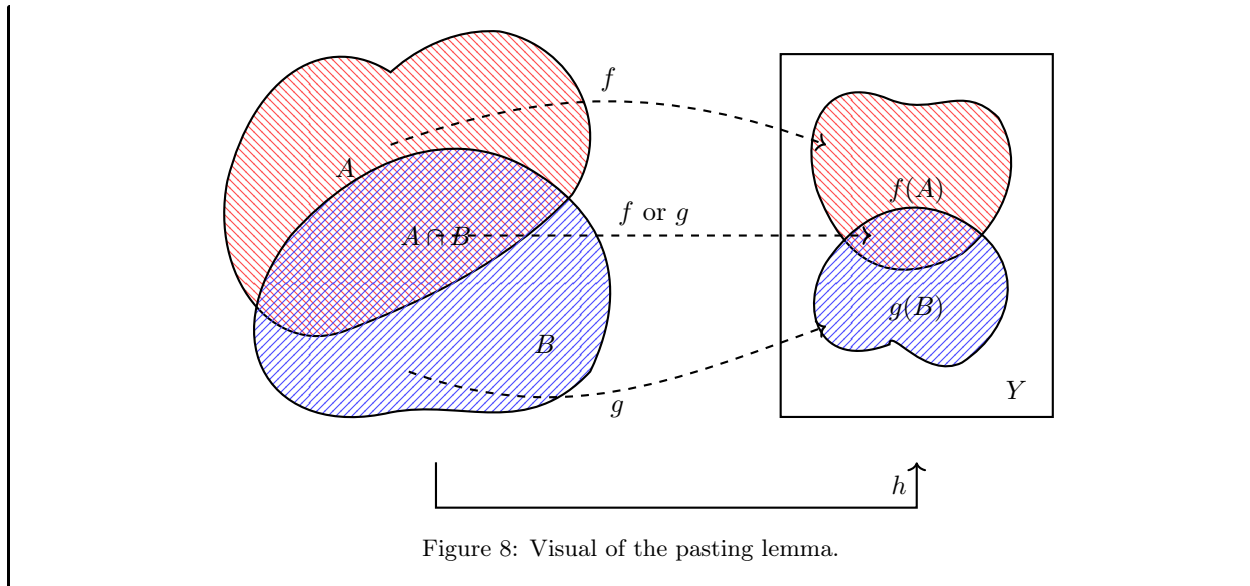 f
A
f(A)
f or g
A ∩ B
g(B)
B
Y
g
h
Figure 8: Visual of the pasting lemma.